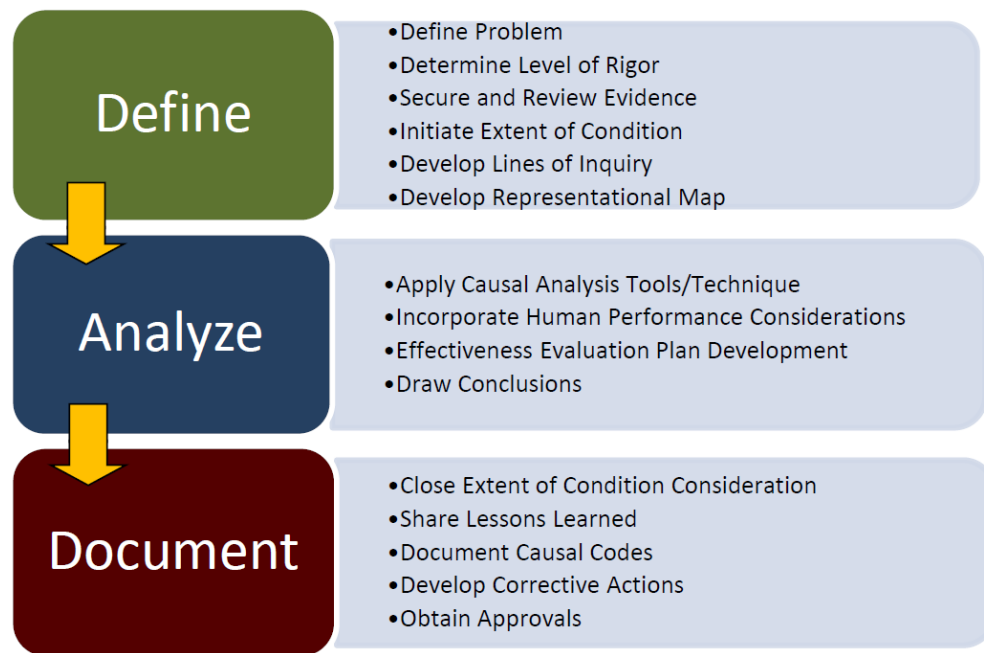 Define
•Define Problem
•Determine Level of Rigor
•Secure and Review Evidence
•Initiate Extent of Condition
•Develop Lines of Inquiry
•Develop Representational Map
Analyze
•Apply Causal Analysis Tools/Technique
•Incorporate Human Performance Considerations
•Effectiveness Evaluation Plan Development
•Draw Conclusions
Document
•Close Extent of Condition Consideration
•Share Lessons Learned
•Document Causal Codes
•Develop Corrective Actions
•Obtain Approvals